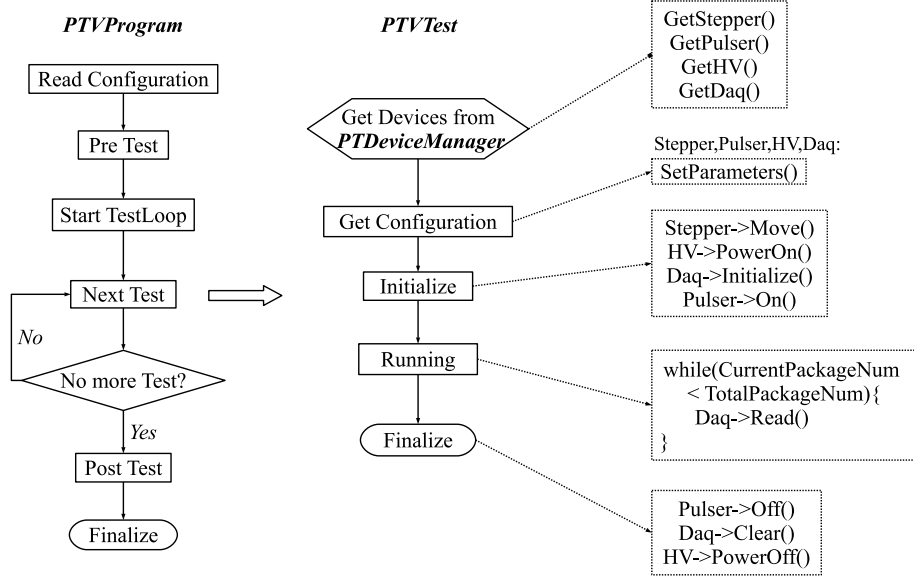 PTVProgram
Read Configuration
Pre Test
Start TestLoop
Next Test
No
No more Test?
Yes
Post Test
Finalize
PTVTest
Get Devices from
PTDeviceManager
Get Configuration
Initialize
Running
Finalize
GetStepper()
GetPulser()
GetHV()
GetDaq()
Stepper,Pulser,HV,Daq:
SetParameters()
Stepper->Move()
HV->PowerOn()
Daq->Initialize()
Pulser->On()
while(CurrentPackageNum
< TotalPackageNum){
Daq->Read()
}
Pulser->Off()
Daq->Clear()
HV->PowerOff()